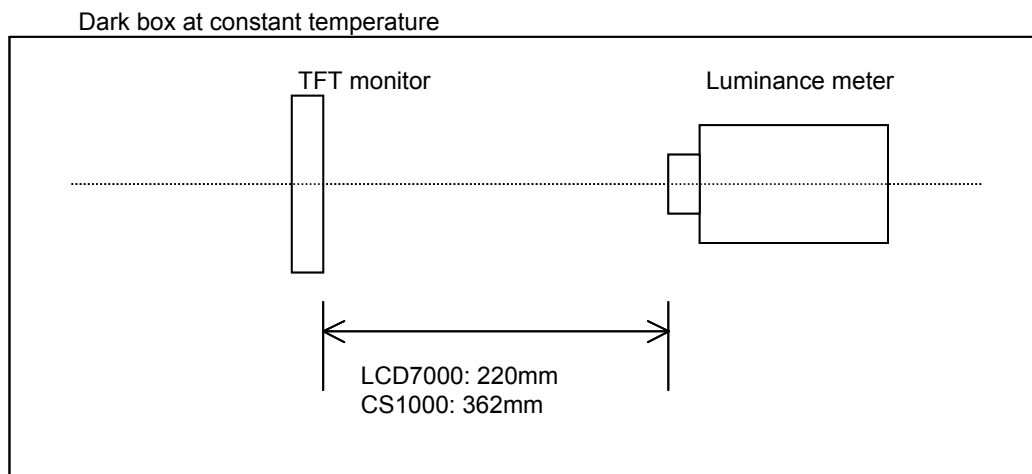 Dark box at constant temperature
TFT monitor
Luminance meter
LCD7000: 220mm
CS1000: 362mm